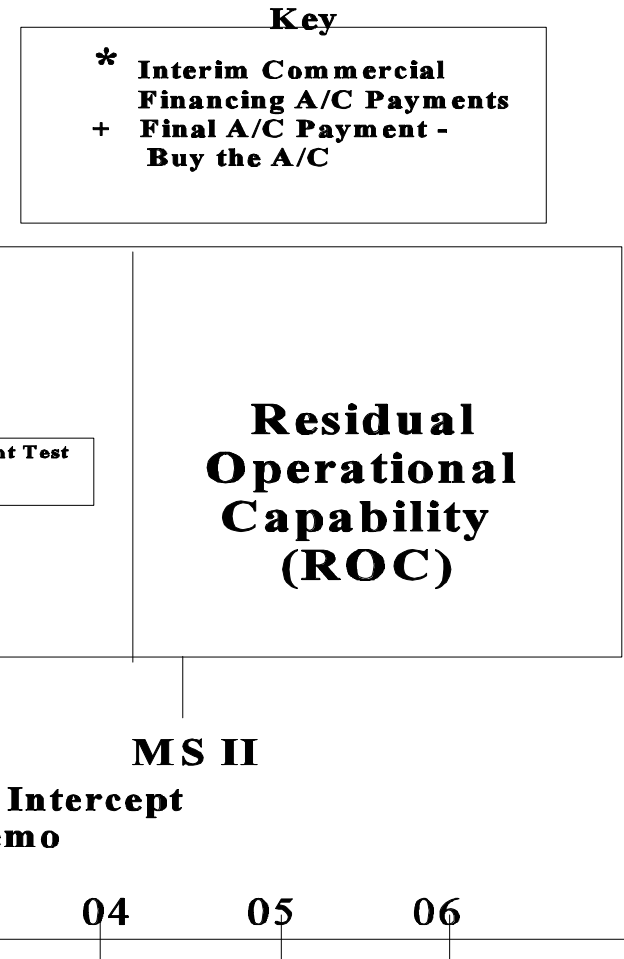 Key
* Interim Commercial
Financing A/C Payments
+ Final A/C Payment -
Buy the A/C
Test
Residual
Operational
Capability
(ROC)
MS II
Intercept
04 05 06